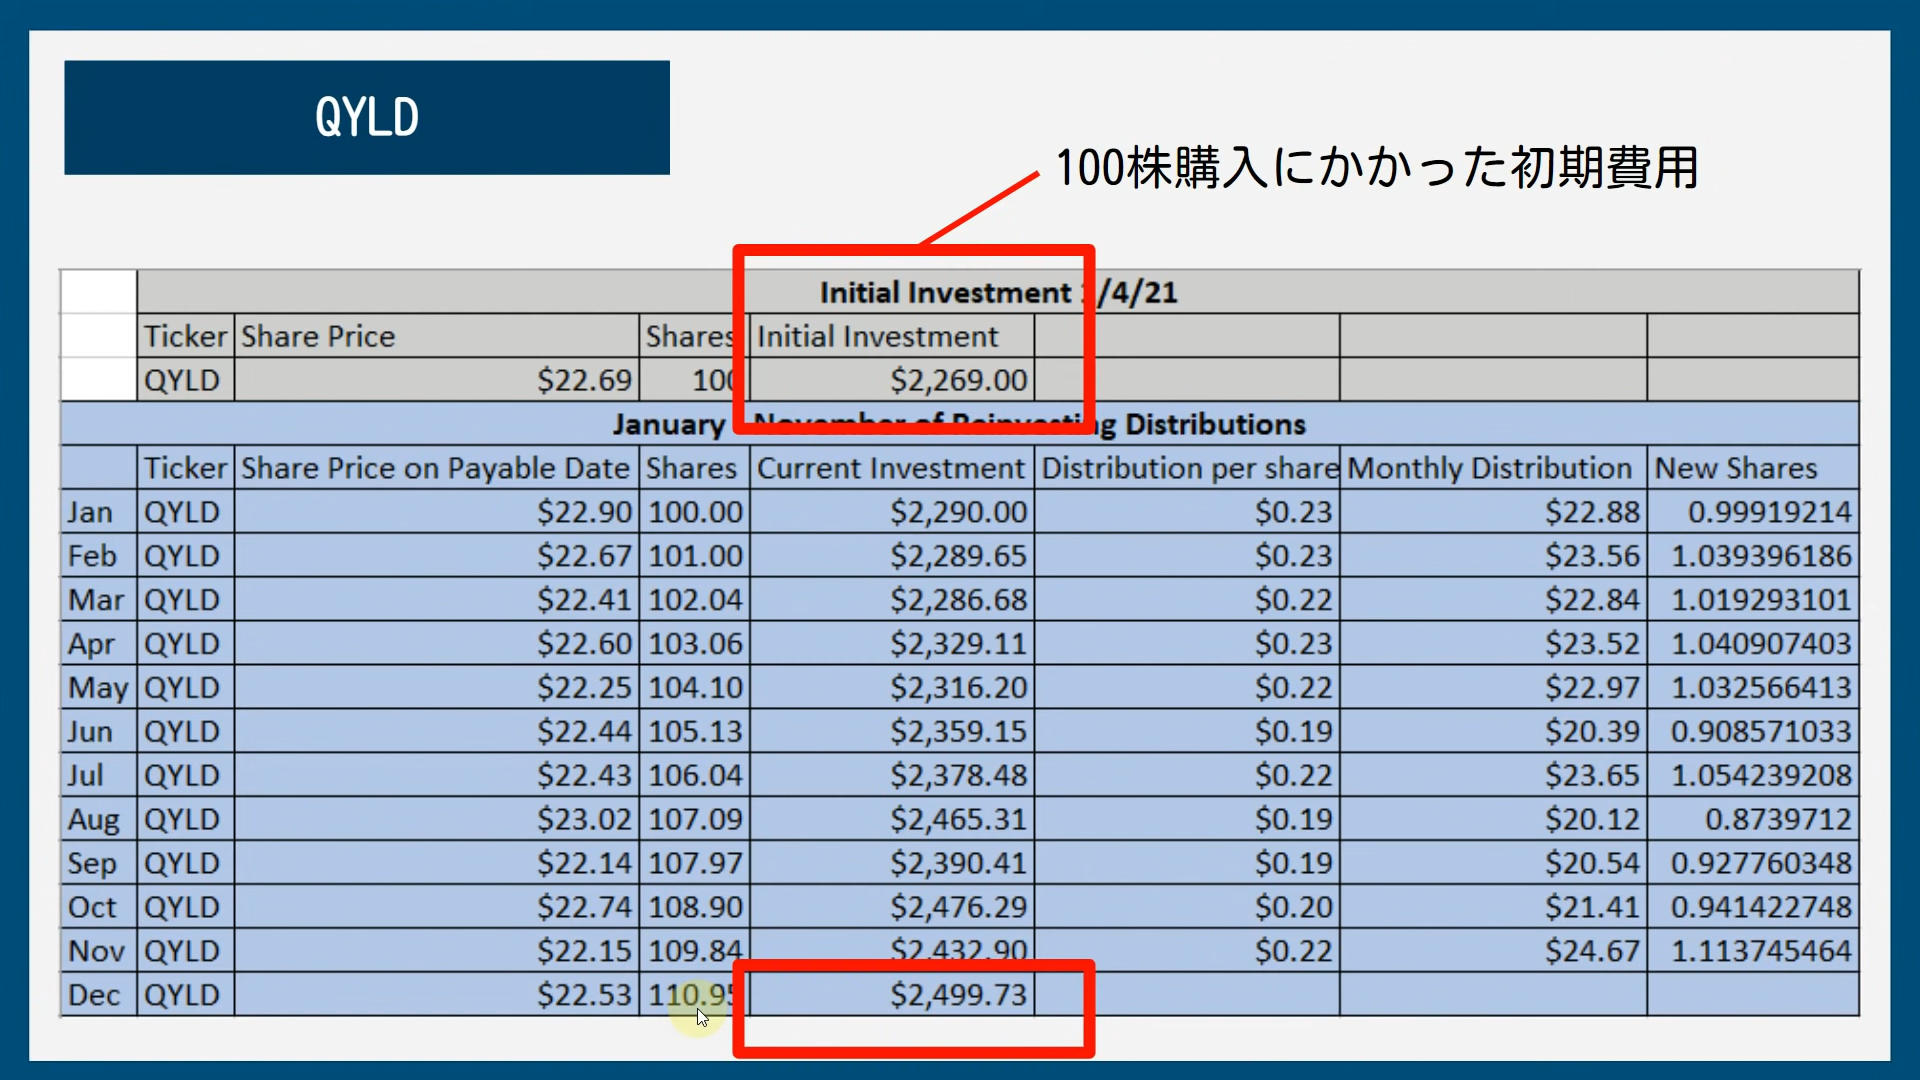 QYLD
100株購入にかかった初期費用
Initial Investment /4/21
Ticker Share Price Shares Initial Investment
QYLD $22.69 100 $2,269.00
January November of Reinvesting Distributions
Ticker Share Price on Payable Date Shares Current Investment Distribution per share Monthly Distribution New Shares
Jan QYLD $22.90 100.00 $2,290.00 $0.23 $22.88 0.99919214
Feb QYLD $22.67 101.00 $2,289.65 $0.23 $23.56 1.039396186
Mar QYLD $22.41 102.04 $2,286.68 $0.22 $22.84 1.019293101
Apr QYLD $22.60 103.06 $2,329.11 $0.23 $23.52 1.040907403
May QYLD $22.25 104.10 $2,316.20 $0.22 $22.97 1.032566413
Jun QYLD $22.44 105.13 $2,359.15 $0.19 $20.39 0.908571033
Jul QYLD $22.43 106.04 $2,378.48 $0.22 $23.65 1.054239208
Aug QYLD $23.02 107.09 $2,465.31 $0.19 $20.12 0.8739712
Sep QYLD $22.14 107.97 $2,390.41 $0.19 $20.54 0.927760348
Oct QYLD $22.74 108.90 $2,476.29 $0.20 $21.41 0.941422748
Nov QYLD $22.15 109.84 $2,432.90 $0.22 $24.67 1.113745464
Dec QYLD $22.53 110.95 $2,499.73